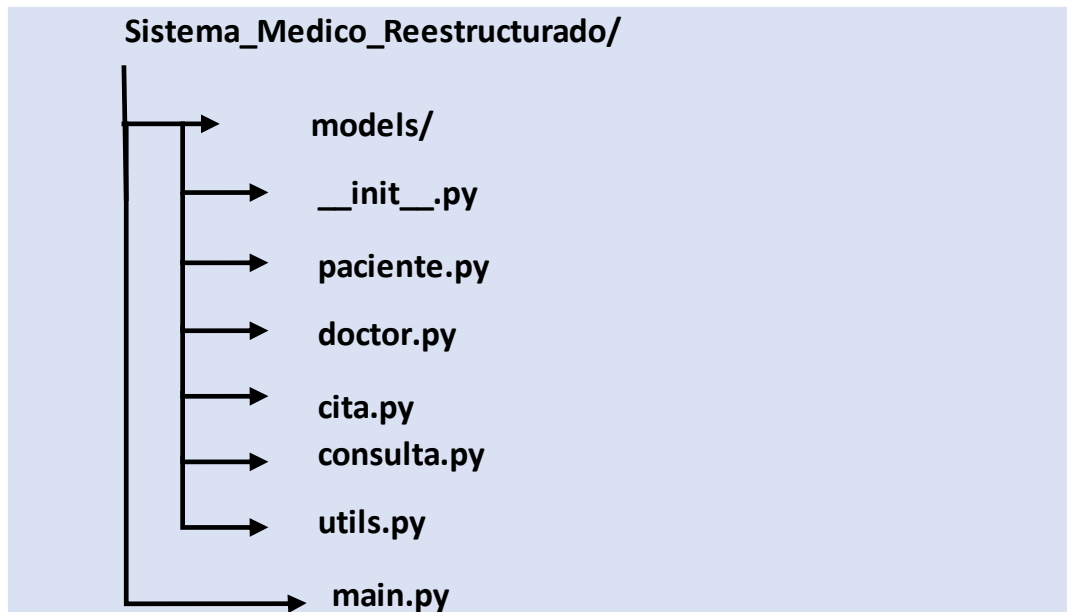 Sistema_Medico_Reestructurado/
models/
__init__.py
paciente.py
doctor.py
cita.py
consulta.py
utils.py
main.py